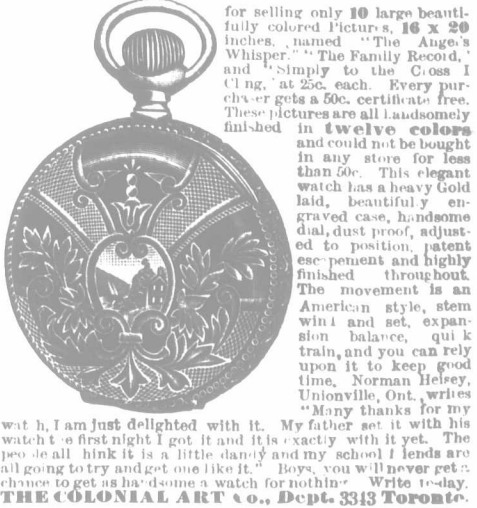 for selling only 10 large beauti-
fully colored Pictures, 16 x 20
inches, named "The Angel's
Whisper." "The Family Record,'
and "Simply to the Cross I
Cling,' at 25c. each. Every pur-
chaser gets a 50c. certificate free.
These pictures are all handsomely
finished in twelve colors
and could not be bought
in any store for less
than 50c. This elegant
watch has a heavy Gold
laid, beautifully en-
graved case, handsome
dial, dust proof, adjust-
ed to position, patent
escapement and highly
finished throughout.
The movement is an
American style, stem
wind and set, expan-
sion balance, quick
train, and you can rely
upon it to keep good
time. Norman Heisey,
Unionville, Ont., writes
"Many thanks for my
watch, I am just delighted with it. My father set it with his
watch the first night I got it and it is exactly with it yet. The
people all think it is a little dandy and my school friends are
all going to try and get one like it." Boys, you will never get a
chance to get as handsome a watch for nothing Write to-day.
THE COLONIAL ART Co., Dept. 3343 Toronto.